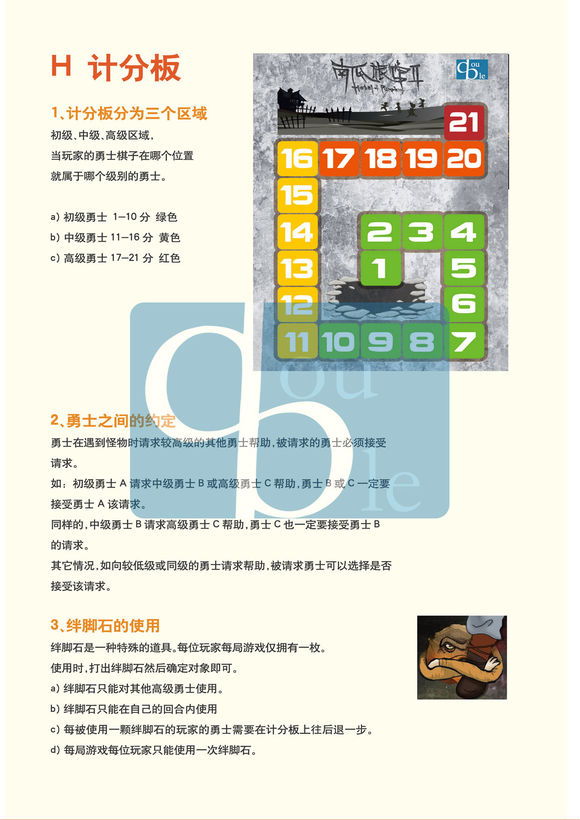 H 计分板
1、计分板分为三个区域
初级、中级、高级区域,
当玩家的勇士棋子在哪个位置
就属于哪个级别的勇士。
a) 初级勇士 1—10 分 绿色
b) 中级勇士 11—16 分 黄色
c) 高级勇士 17—21 分 红色
南瓜旅馆II
dble ou
21
16 17 18 19 20
15
14 2 3 4
13 1 5
12 6
11 10 9 8 7
double
2、勇士之间的约定
勇士在遇到怪物时请求较高级的其他勇士帮助,被请求的勇士必须接受
请求。
如: 初级勇士 A 请求中级勇士 B 或高级勇士 C 帮助,勇士 B 或 C 一定要
接受勇士 A 该请求。
同样的,中级勇士 B 请求高级勇士 C 帮助,勇士 C 也一定要接受勇士 B
的请求。
其它情况,如向较低级或同级的勇士请求帮助,被请求勇士可以选择是否
接受该请求。
3、绊脚石的使用
绊脚石是一种特殊的道具。每位玩家每局游戏仅拥有一枚。
使用时,打出绊脚石然后确定对象即可。
a) 绊脚石只能对其他高级勇士使用。
b) 绊脚石只能在自己的回合内使用
c) 每被使用一颗绊脚石的玩家的勇士需要在计分板上往后退一步。
d) 每局游戏每位玩家只能使用一次绊脚石。